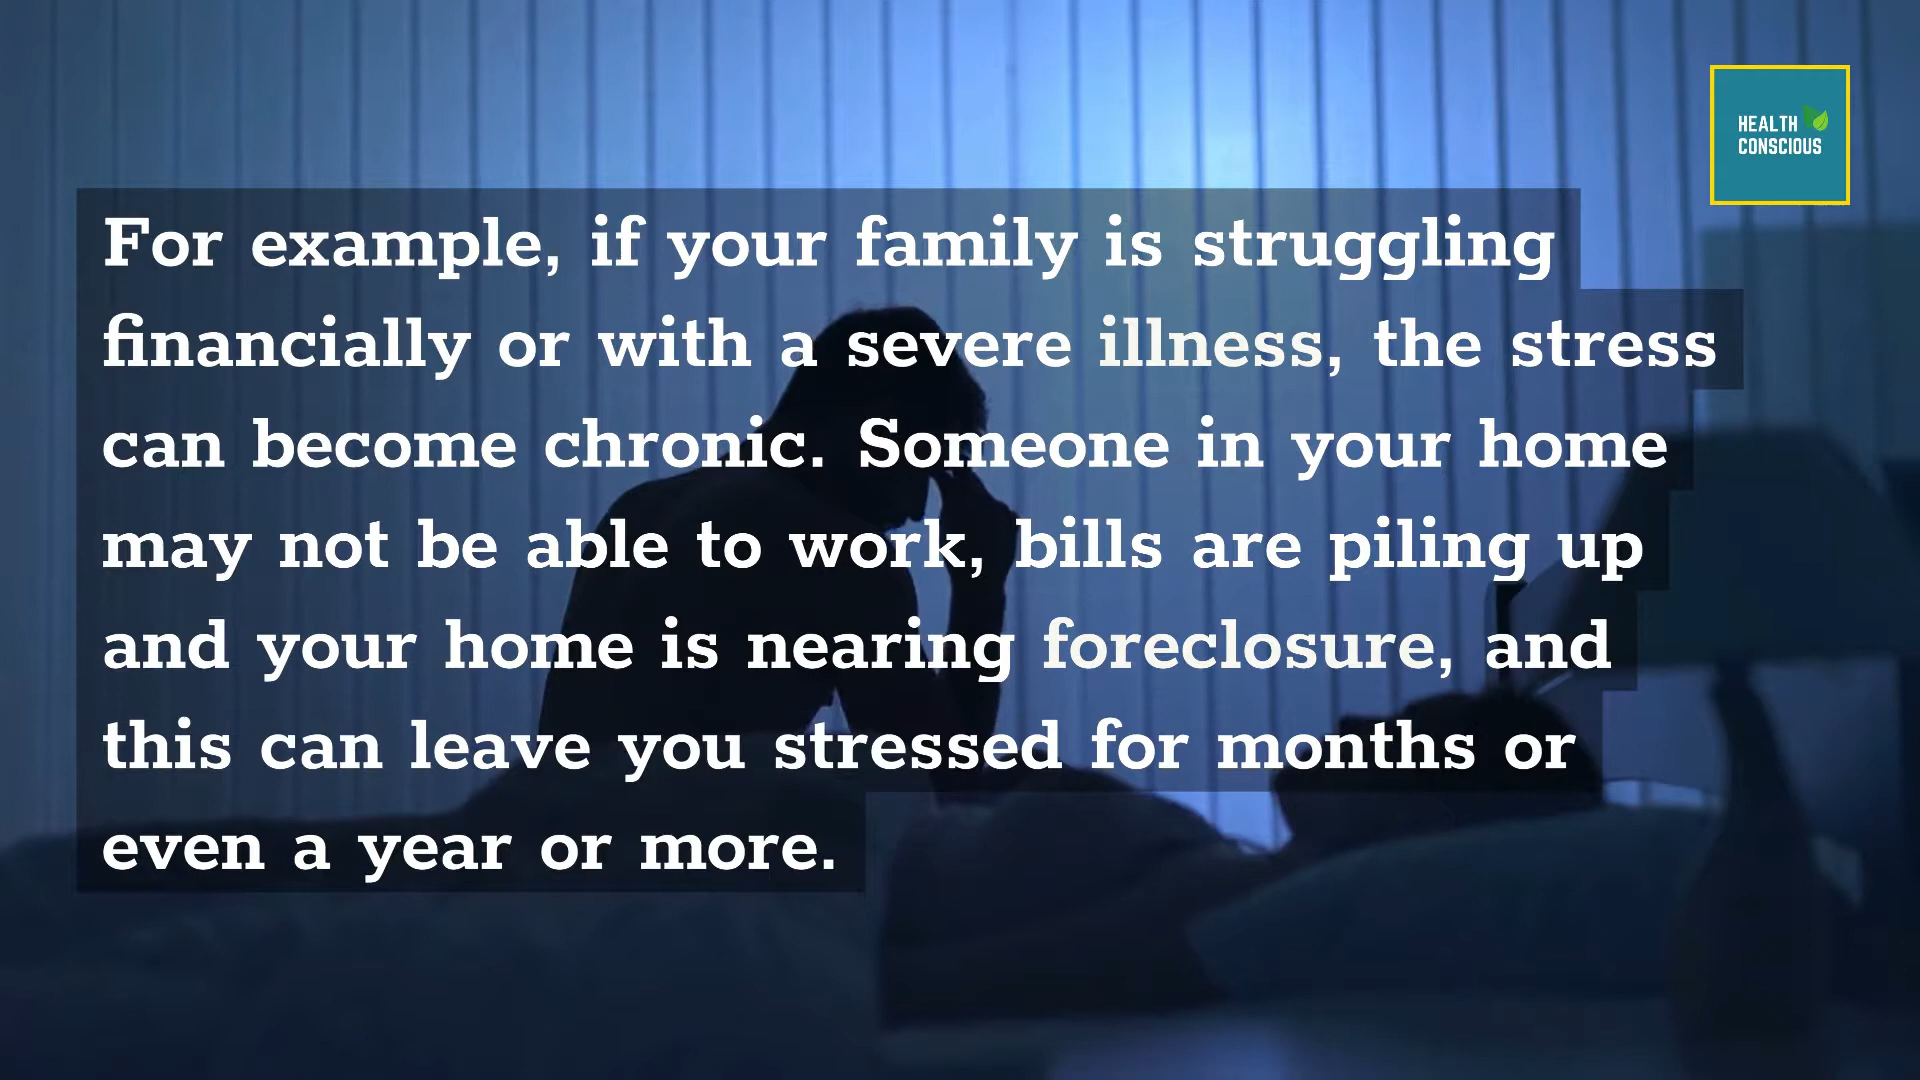 HEALTH
CONSCIOUS
For example, if your family is struggling
financially or with a severe illness, the stress
can become chronic. Someone in your home
may not be able to work, bills are piling up
and your home is nearing foreclosure, and
this can leave you stressed for months or
even a year or more.